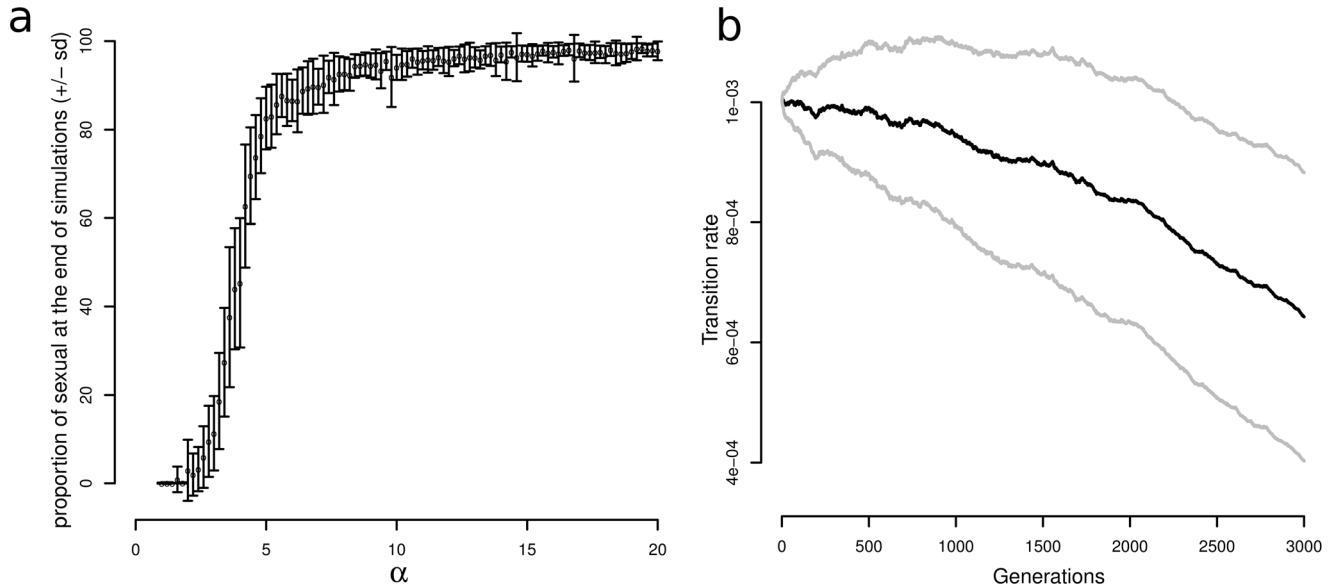 a
proportion of sexual at the end of simulations (+/− sd)
100
80
60
40
20
0
0 5 10 15 20
α
b
Transition rate
1e−03
8e−04
6e−04
4e−04
0 500 1000 1500 2000 2500 3000
Generations